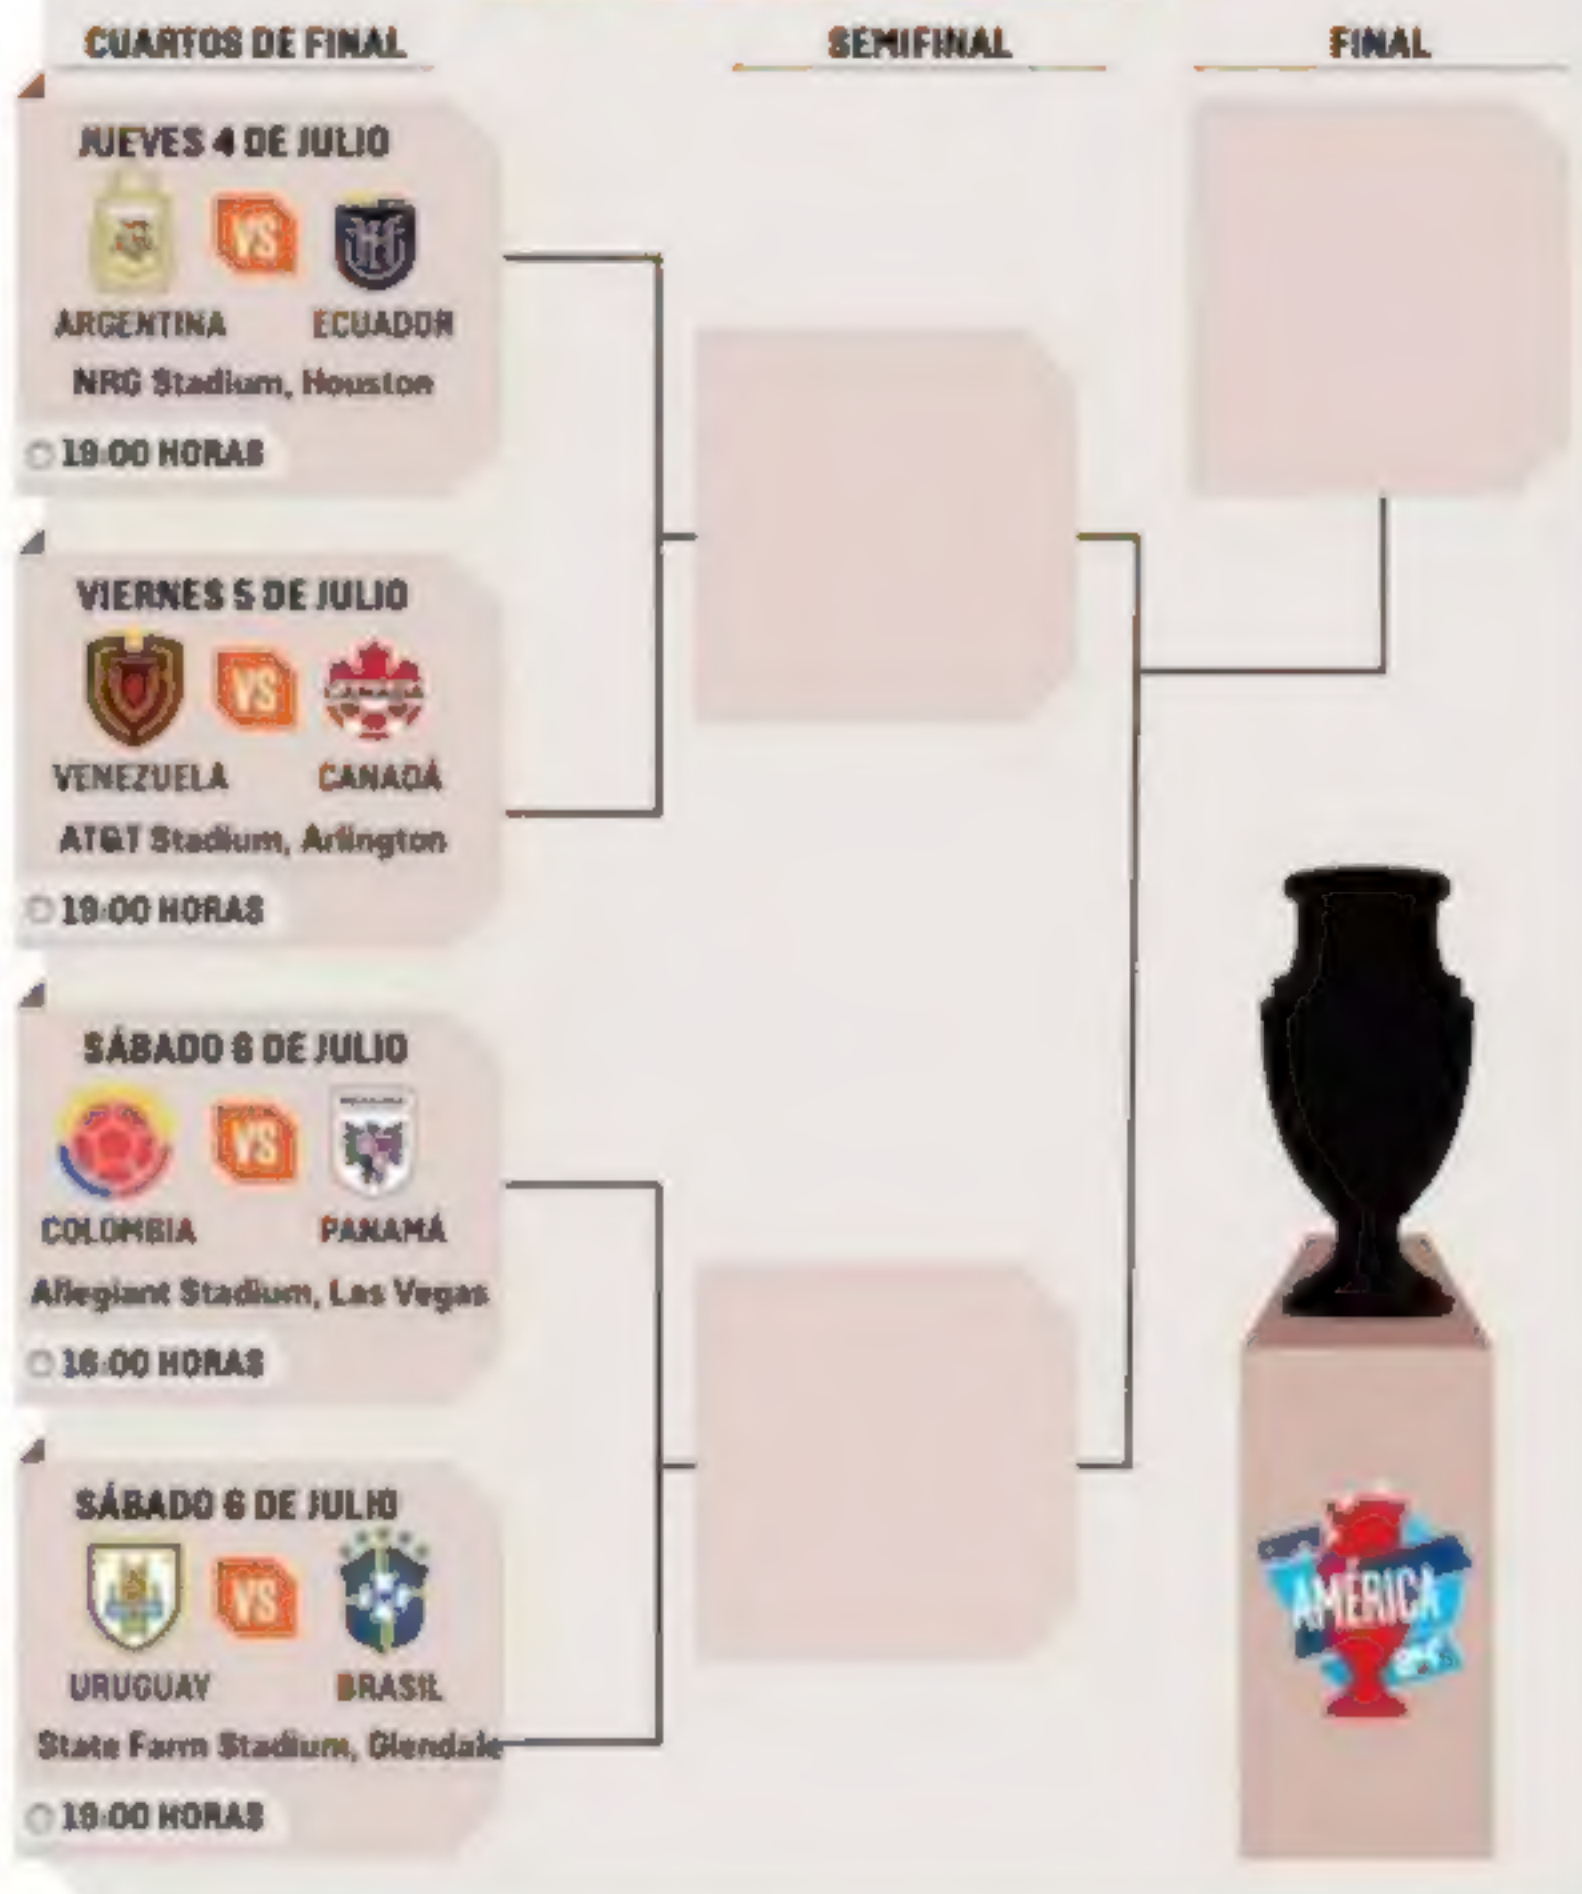 CUARTOS DE FINAL
SEMIFINAL
FINAL
JUEVES 4 DE JULIO
VS
ARGENTINA ECUADOR
NRG Stadium, Houston
19:00 HORAS
VIERNES 5 DE JULIO
VS
CANADA
VENEZUELA CANADÁ
AT&T Stadium, Arlington
19:00 HORAS
SÁBADO 6 DE JULIO
VS
COLOMBIA PANAMÁ
Allegiant Stadium, Las Vegas
16:00 HORAS
SÁBADO 6 DE JULIO
VS
URUGUAY BRASIL
State Farm Stadium, Glendale
19:00 HORAS
AMÉRICA